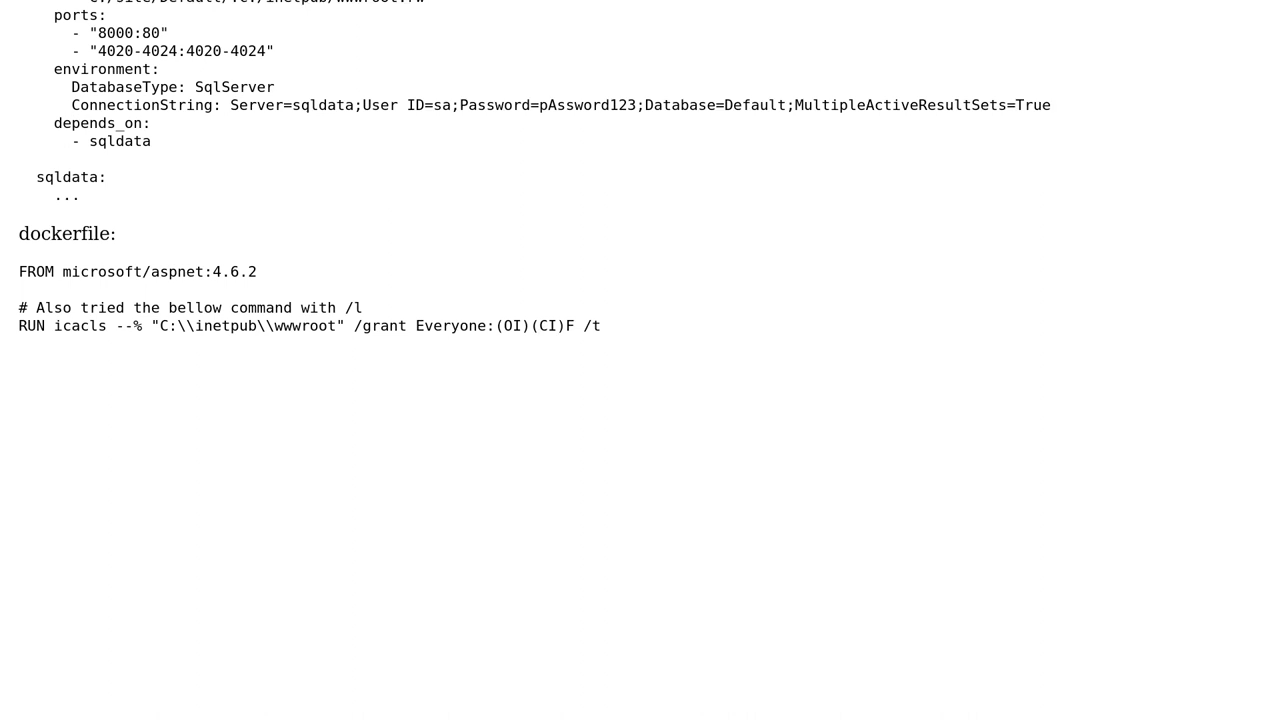 ports:
- "8000:80"
- "4020-4024:4020-4024"
environment:
DatabaseType: SqlServer
ConnectionString: Server=sqldata;User ID=sa;Password=pAssword123;Database=Default;MultipleActiveResultSets=True
depends_on:
- sqldata
sqldata:
...
dockerfile:
FROM microsoft/aspnet:4.6.2
# Also tried the bellow command with /l
RUN icacls --% "C:\\inetpub\\wwwroot" /grant Everyone:(OI)(CI)F /t